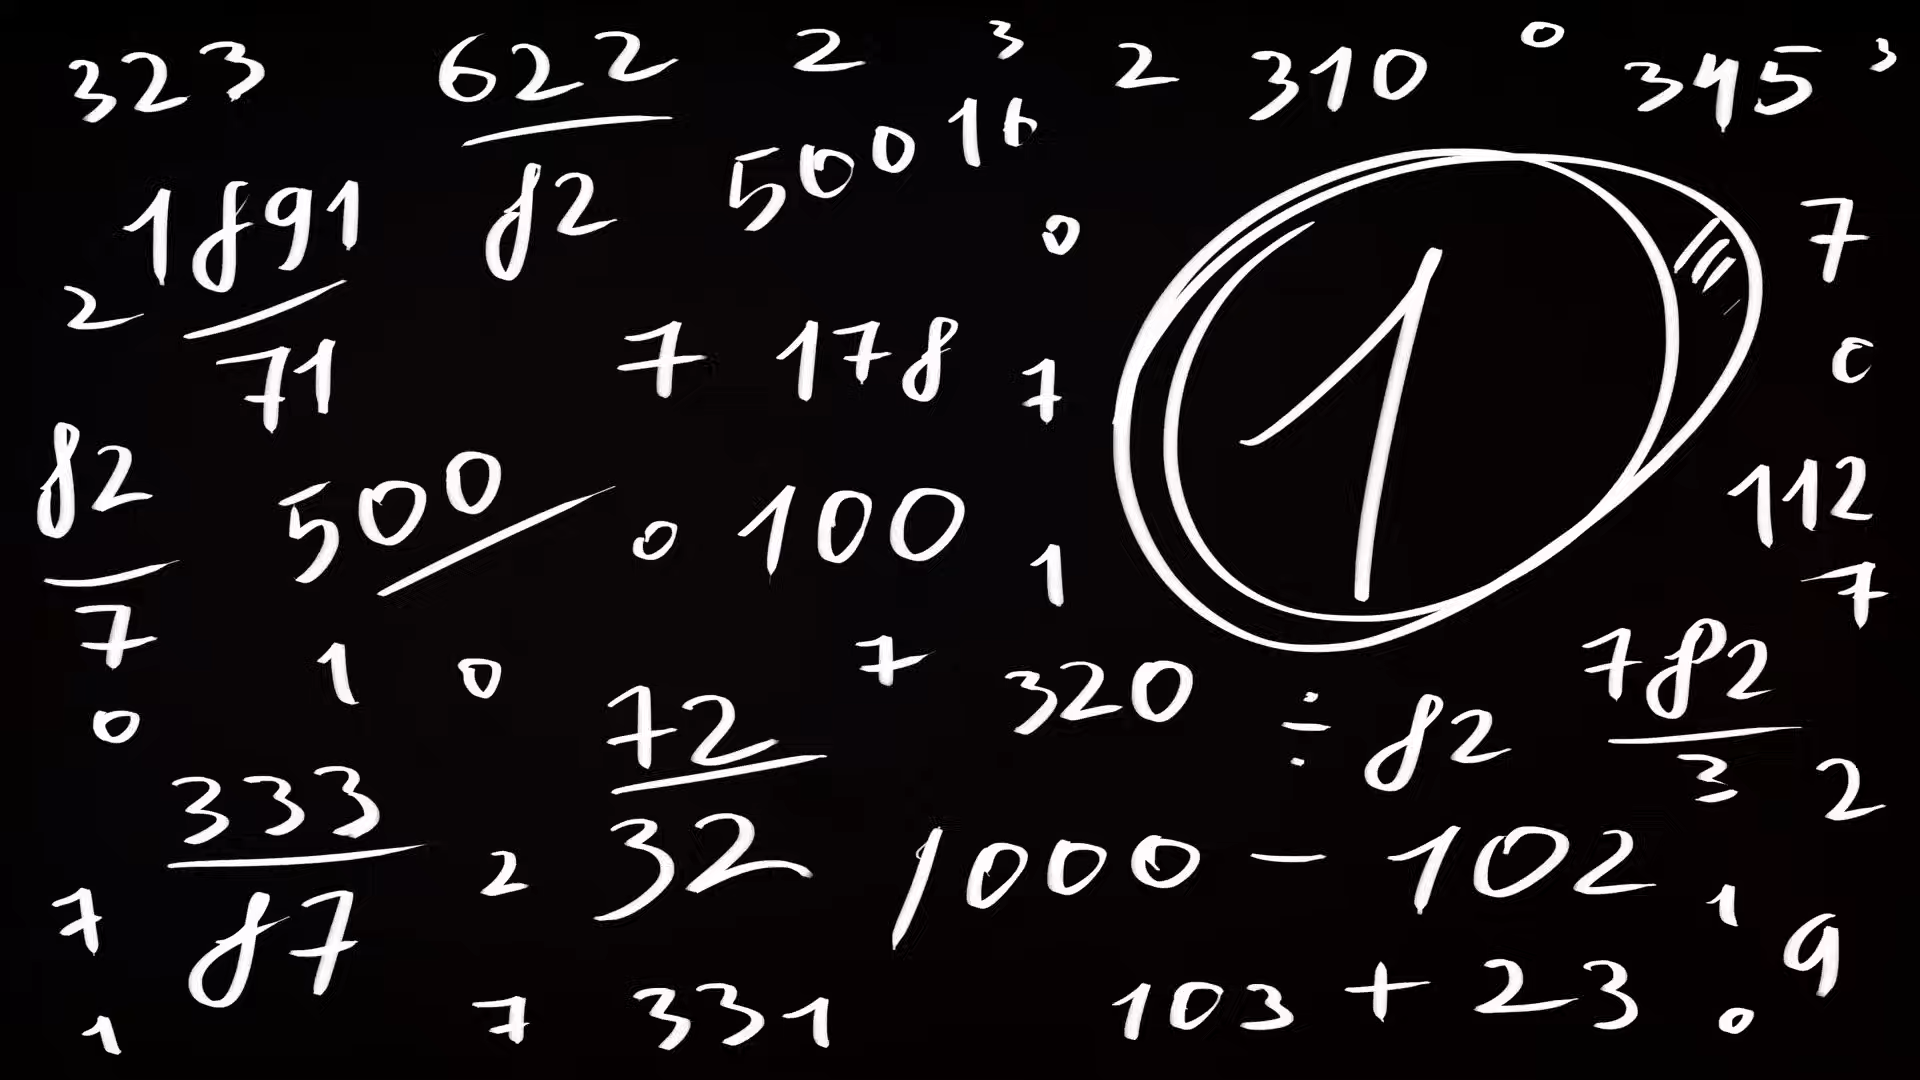 323 622 2 3 2 310 0 345 3
82
1891 500 16 7
2 71 0
7 178 7 1 0
82 500 0 100 1 112
7 7
1 0 7 320 ÷ 82 782
0 72 3 2
333 32 1000 - 102
87 2 1 9
7
1 7 331 103 + 23 0